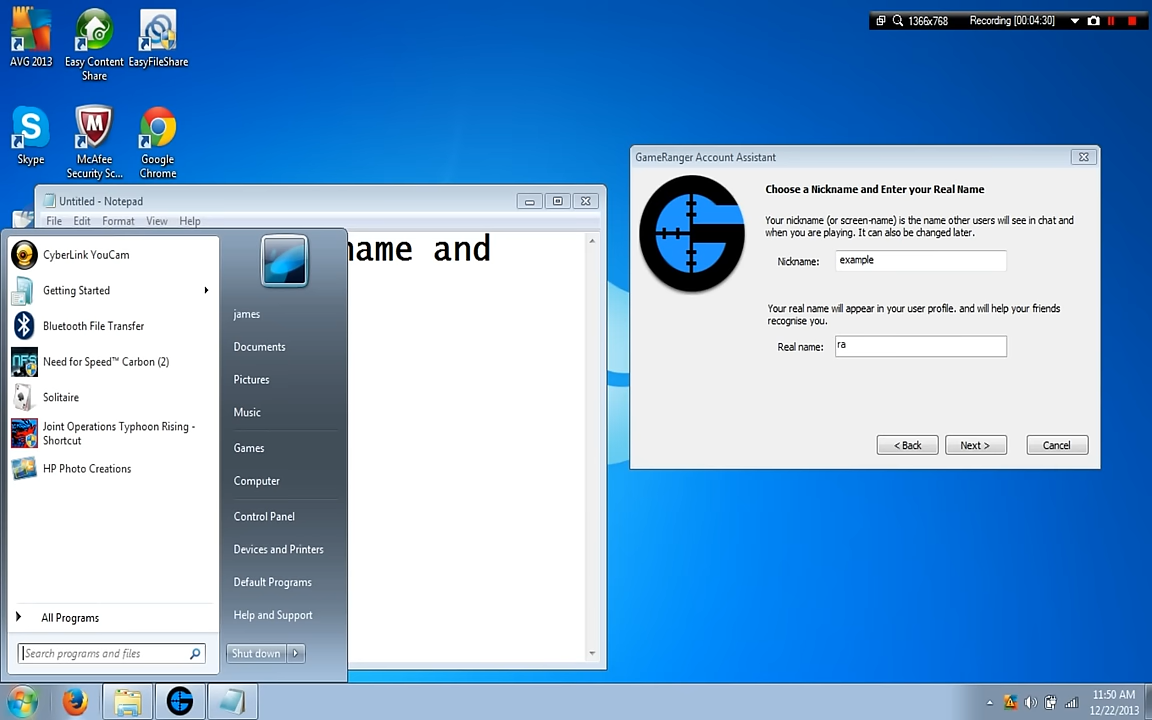 1366x768
Recording [00:04:30]
AVG 2013
Easy Content
Share
EasyFileShare
Skype
McAfee
Security Sc...
Google
Chrome
Untitled - Notepad
File Edit Format View Help
name and
CyberLink YouCam
Getting Started
Bluetooth File Transfer
Need for Speed™ Carbon (2)
Solitaire
Joint Operations Typhoon Rising -
Shortcut
HP Photo Creations
All Programs
Search programs and files
james
Documents
Pictures
Music
Games
Computer
Control Panel
Devices and Printers
Default Programs
Help and Support
Shut down
GameRanger Account Assistant
Choose a Nickname and Enter your Real Name
Your nickname (or screen-name) is the name other users will see in chat and
when you are playing. It can also be changed later.
Nickname: example
Your real name will appear in your user profile. and will help your friends
recognise you.
Real name: ra
< Back
Next >
Cancel
11:50 AM
12/22/2013